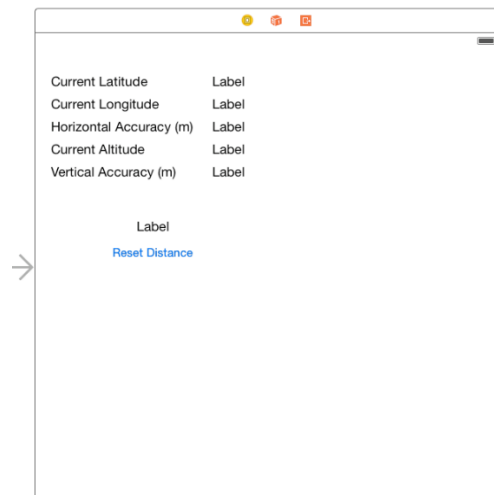 Current Latitude Label
Current Longitude Label
Horizontal Accuracy (m) Label
Current Altitude Label
Vertical Accuracy (m) Label
Label
Reset Distance